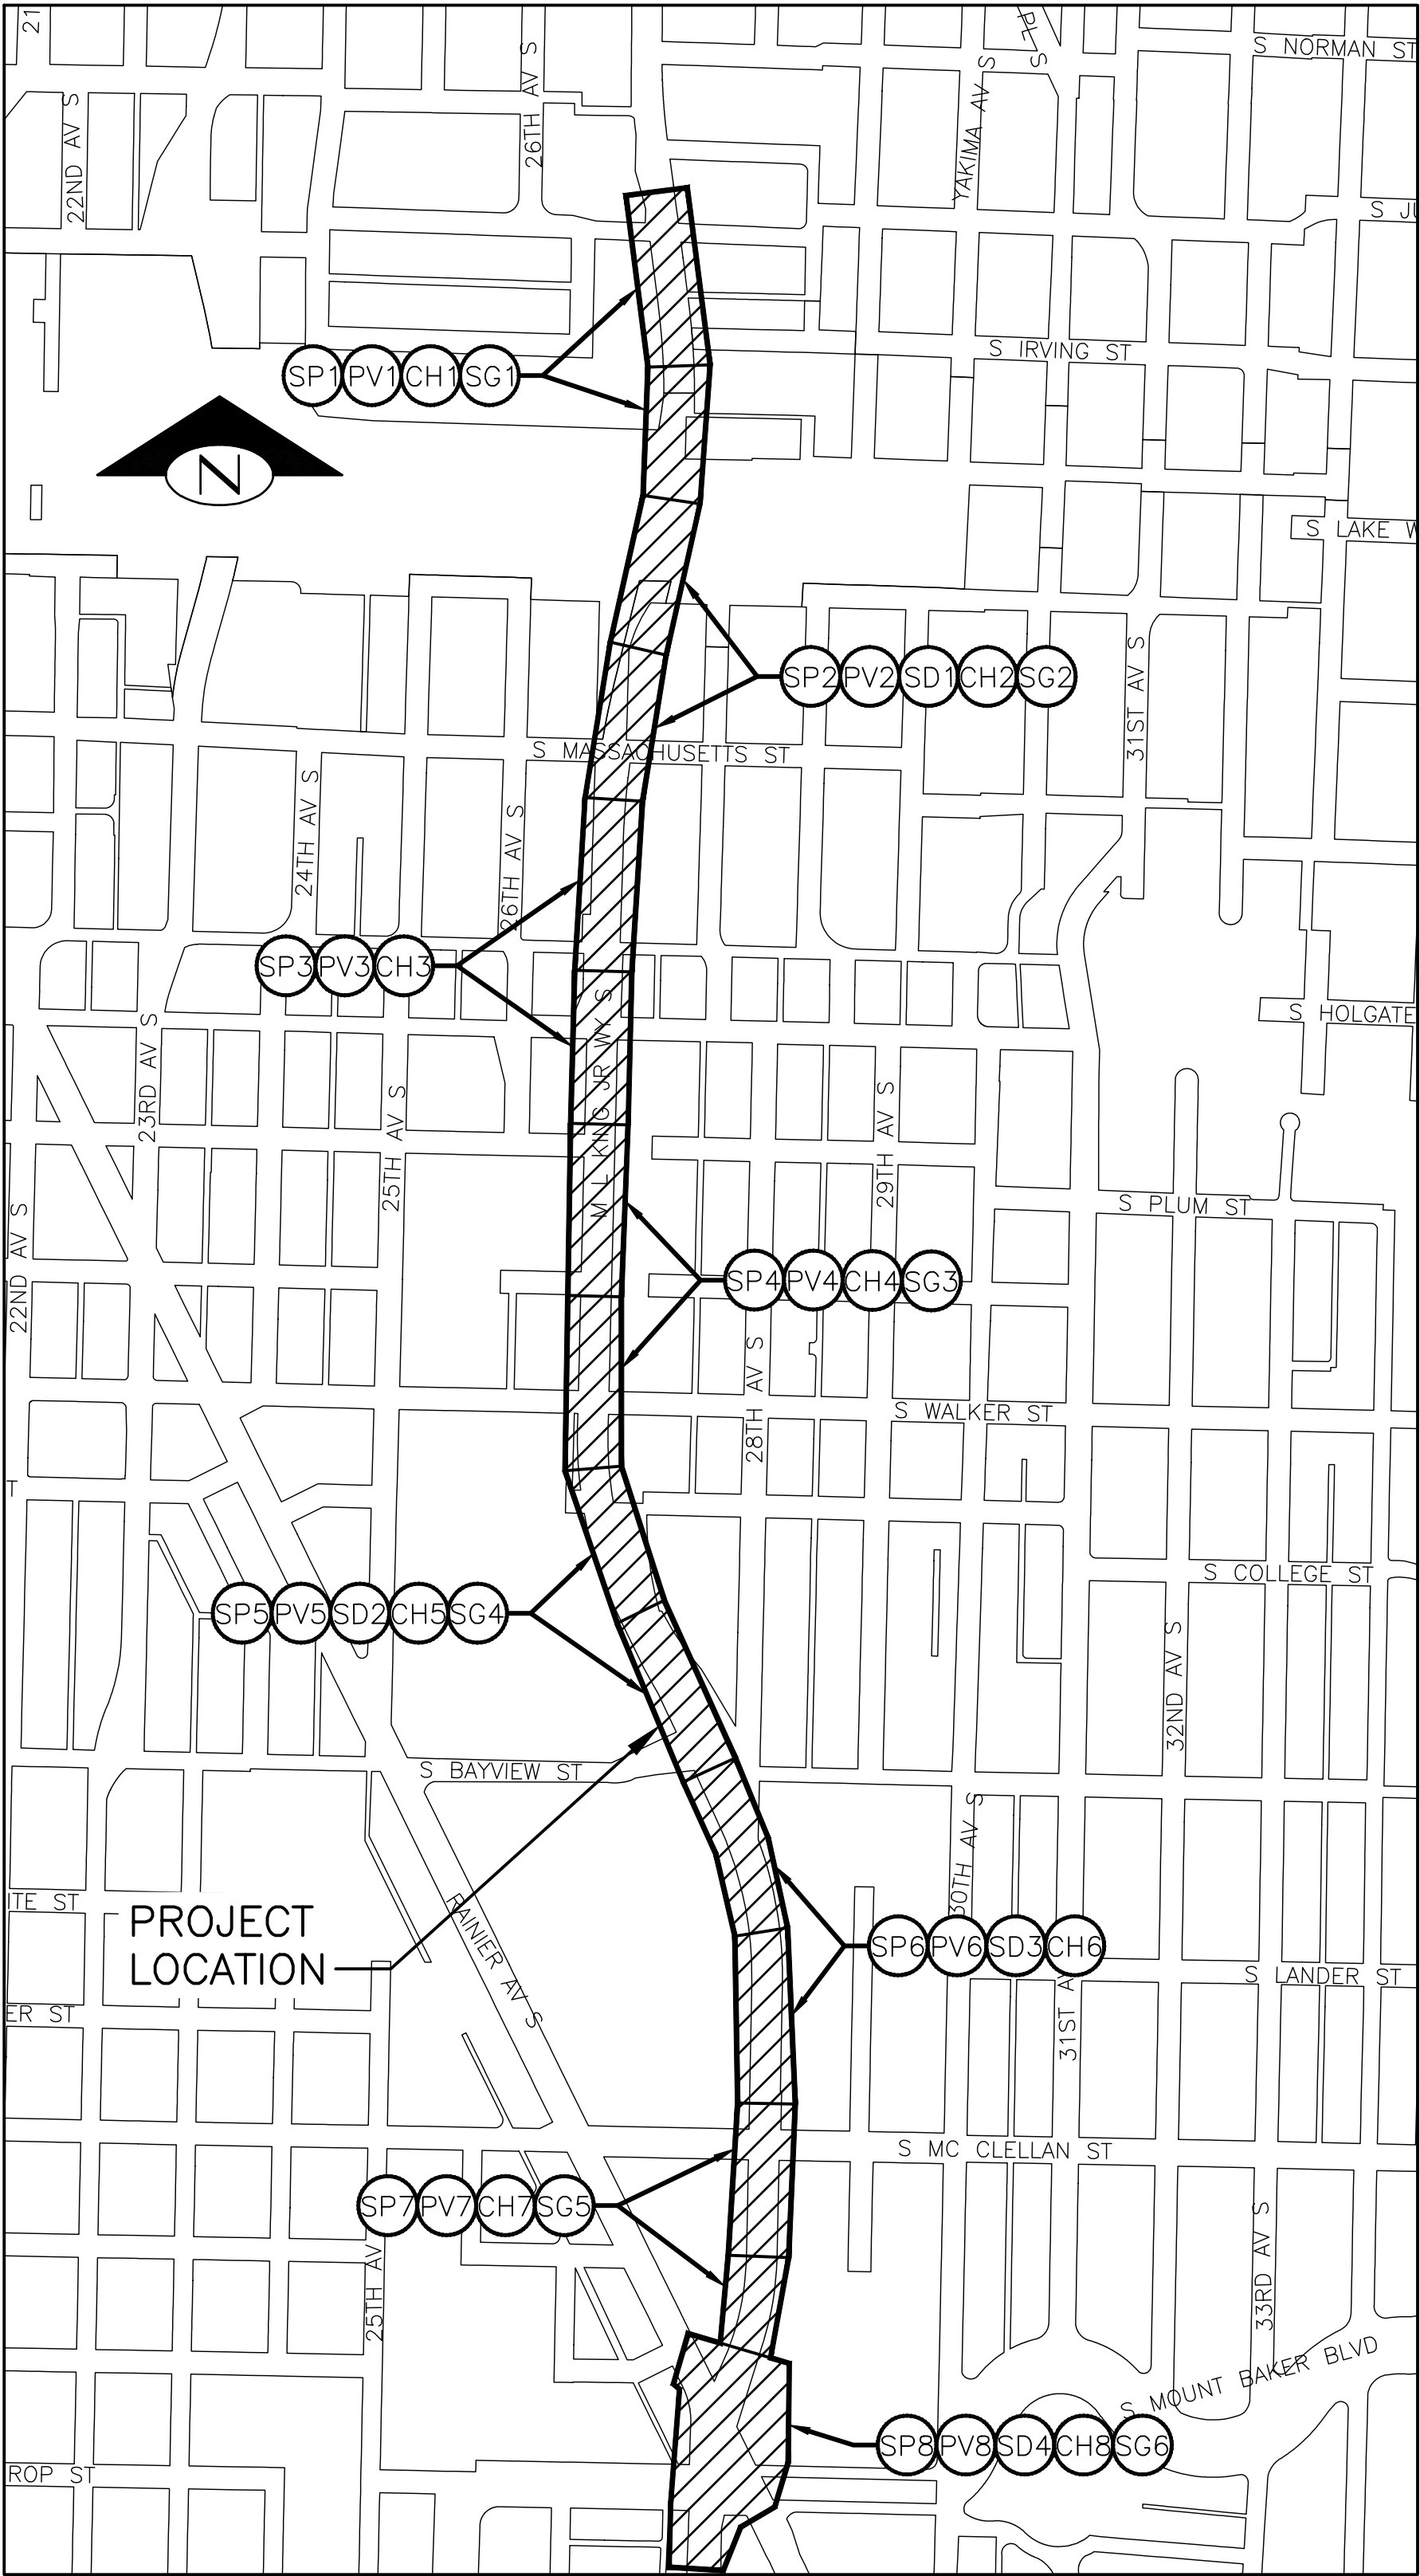 21
22ND AV S
26TH AV S
PL S
YAKIMA AV S
S NORMAN ST
S JU
S IRVING ST
SP1 PV1 CH1 SG1
N
S LAKE W
SP2 PV2 SD1 CH2 SG2
31ST AV S
S MASSACHUSETTS ST
24TH AV S
26TH AV S
SP3 PV3 CH3
S HOLGATE
23RD AV S
25TH AV S
M L KING JR WY S
29TH AV S
S PLUM ST
22ND AV S
SP4 PV4 CH4 SG3
28TH AV S
S WALKER ST
T
S COLLEGE ST
SP5 PV5 SD2 CH5 SG4
32ND AV S
S BAYVIEW ST
30TH AV S
ITE ST
PROJECT
LOCATION
RAINIER AV S
SP6 PV6 SD3 CH6
S LANDER ST
31ST AV
ER ST
S MC CLELLAN ST
SP7 PV7 CH7 SG5
25TH AV
33RD AV S
S MOUNT BAKER BLVD
SP8 PV8 SD4 CH8 SG6
ROP ST